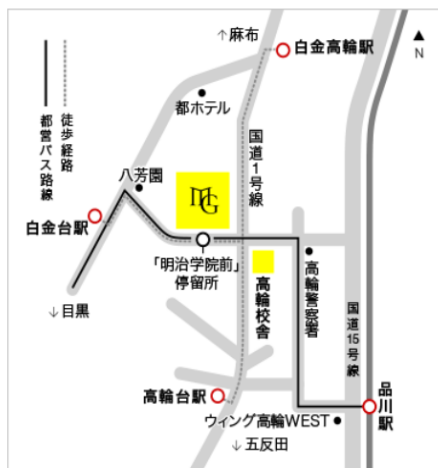 ↑麻布
白金高輪駅
N
都営バス路線
徒歩経路
都ホテル
国道1号線
八芳園
MG
白金台駅
「明治学院前」
停留所
高輪校舎
高輪警察署
↓目黒
国道15号線
高輪台駅
品川駅
ウィング高輪WEST
↓五反田